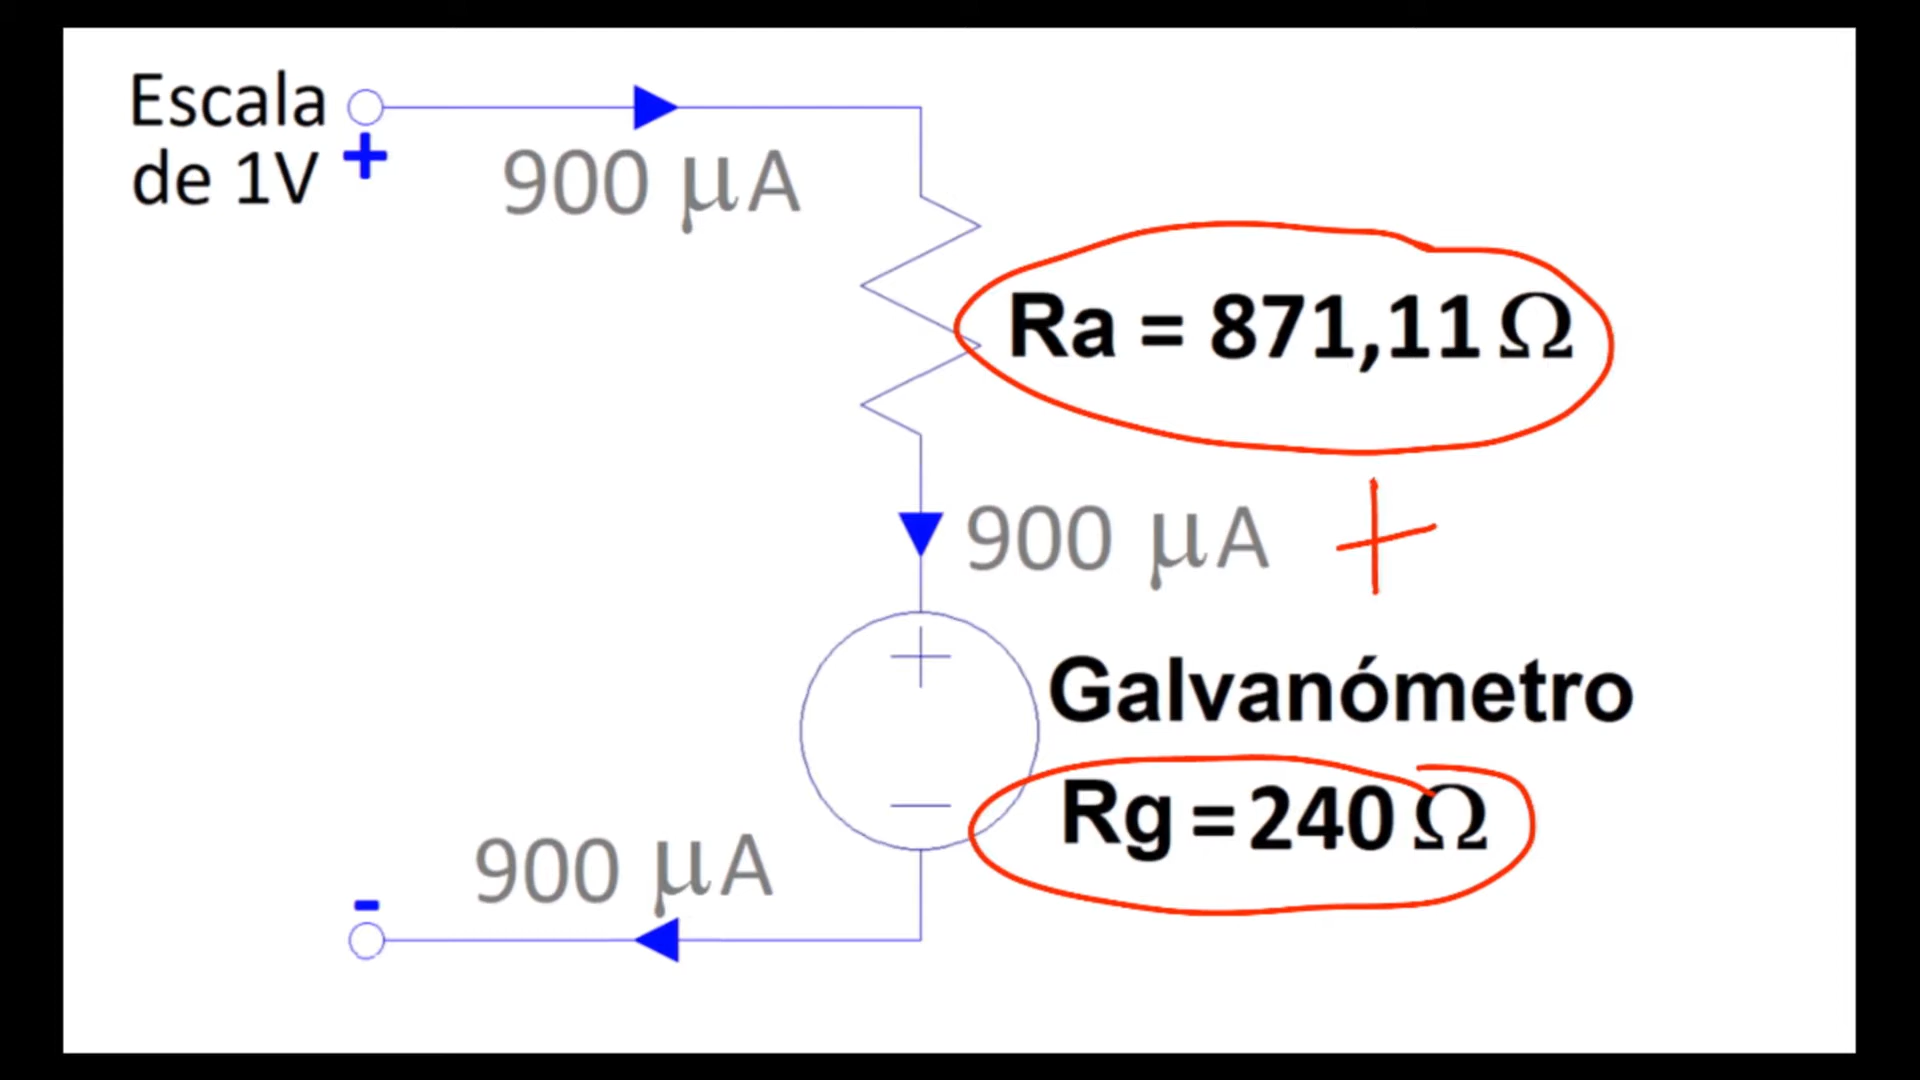 Escala
de 1V
+
900 μA
Ra = 871,11 Ω
900 μA
+
Galvanómetro
Rg = 240 Ω
900 μA
-